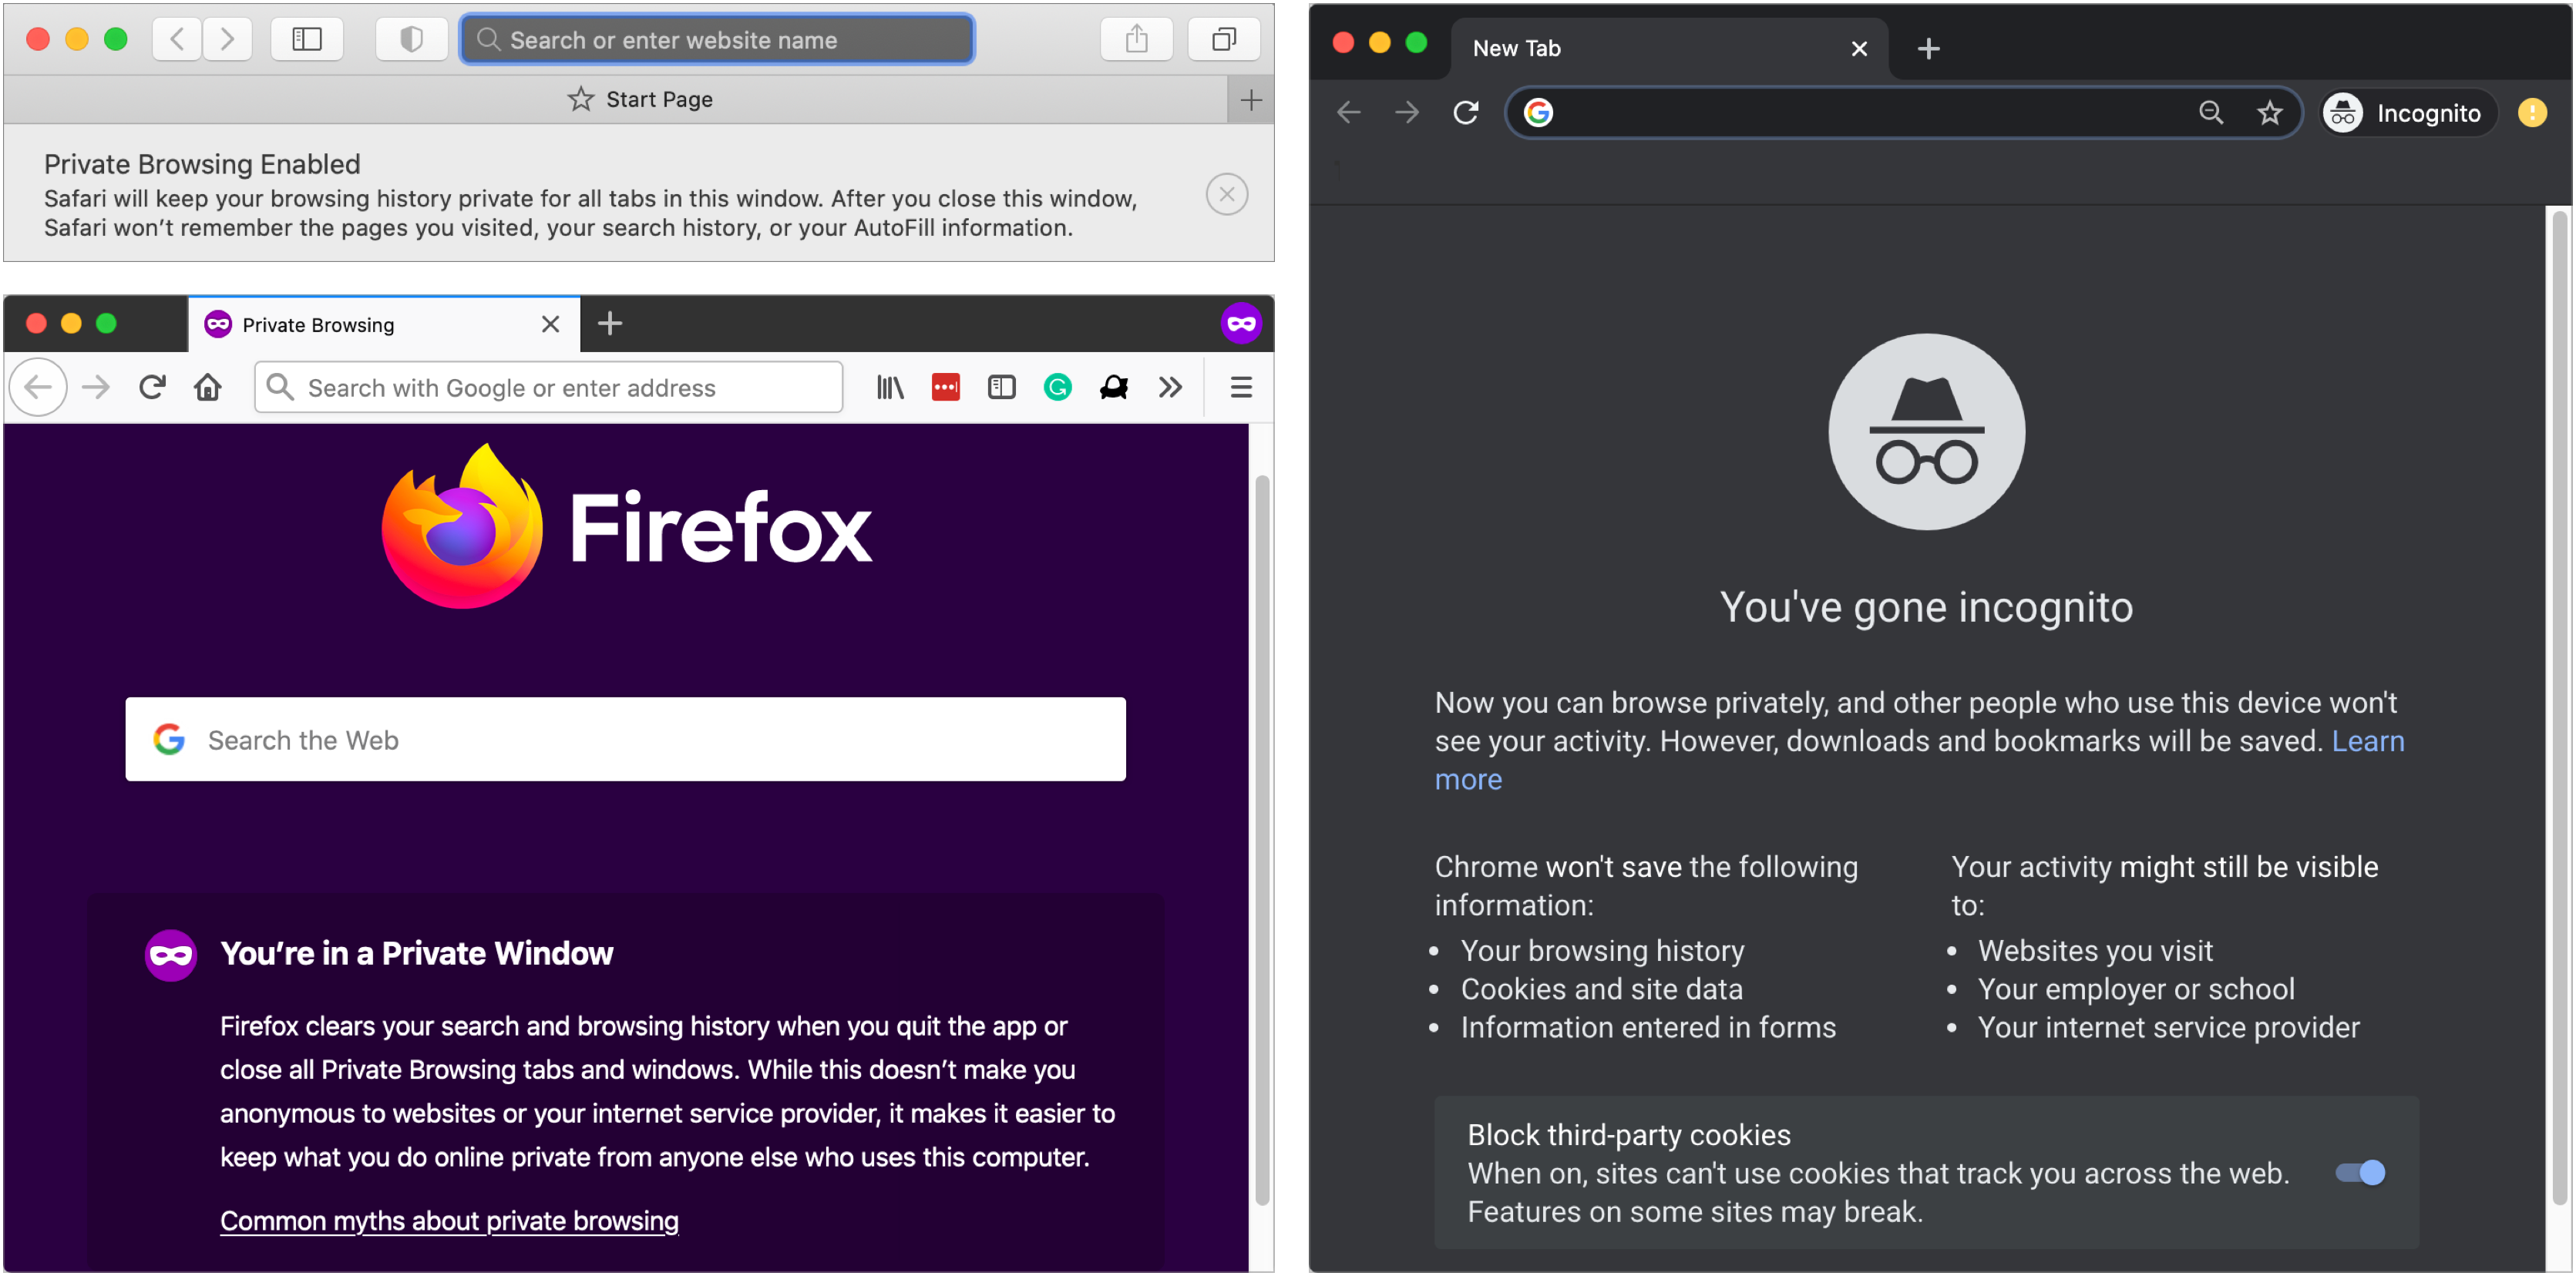 Search or enter website name
Start Page
Private Browsing Enabled
Safari will keep your browsing history private for all tabs in this window. After you close this window,
Safari won’t remember the pages you visited, your search history, or your AutoFill information.
Private Browsing
Search with Google or enter address
Firefox
Search the Web
You’re in a Private Window
Firefox clears your search and browsing history when you quit the app or
close all Private Browsing tabs and windows. While this doesn’t make you
anonymous to websites or your internet service provider, it makes it easier to
keep what you do online private from anyone else who uses this computer.
Common myths about private browsing
New Tab
Incognito
You've gone incognito
Now you can browse privately, and other people who use this device won't
see your activity. However, downloads and bookmarks will be saved. Learn
more
Chrome won't save the following
information:
• Your browsing history
• Cookies and site data
• Information entered in forms
Your activity might still be visible
to:
• Websites you visit
• Your employer or school
• Your internet service provider
Block third-party cookies
When on, sites can't use cookies that track you across the web.
Features on some sites may break.